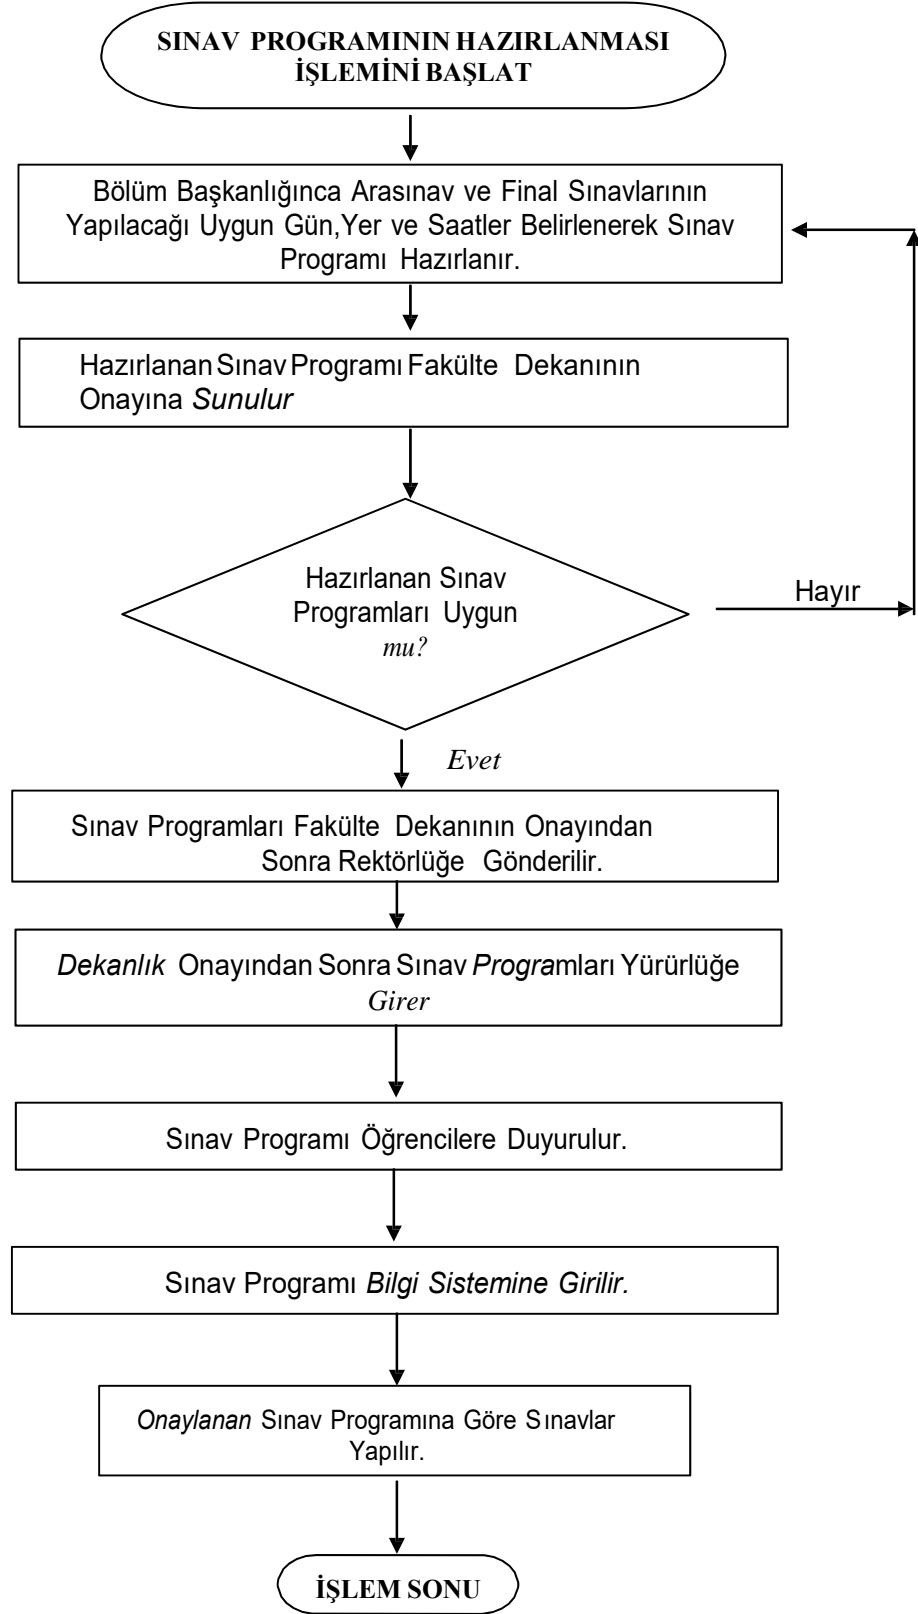 SINAV PROGRAMININ HAZIRLANMASI
İŞLEMİNİ BAŞLAT
Bölüm Başkanlığınca Arasınav ve Final Sınavlarının
Yapılacağı Uygun Gün,Yer ve Saatler Belirlenerek Sınav
Programı Hazırlanır.
Hazırlanan Sınav Programı Fakülte Dekanının
Onayına Sunulur
Hazırlanan Sınav
Programları Uygun
mu?
Hayır
Evet
Sınav Programları Fakülte Dekanının Onayından
Sonra Rektörlüğe Gönderilir.
Dekanlık Onayından Sonra Sınav Programları Yürürlüğe
Girer
Sınav Programı Öğrencilere Duyurulur.
Sınav Programı Bilgi Sistemine Girilir.
Onaylanan Sınav Programına Göre Sınavlar
Yapılır.
İŞLEM SONU